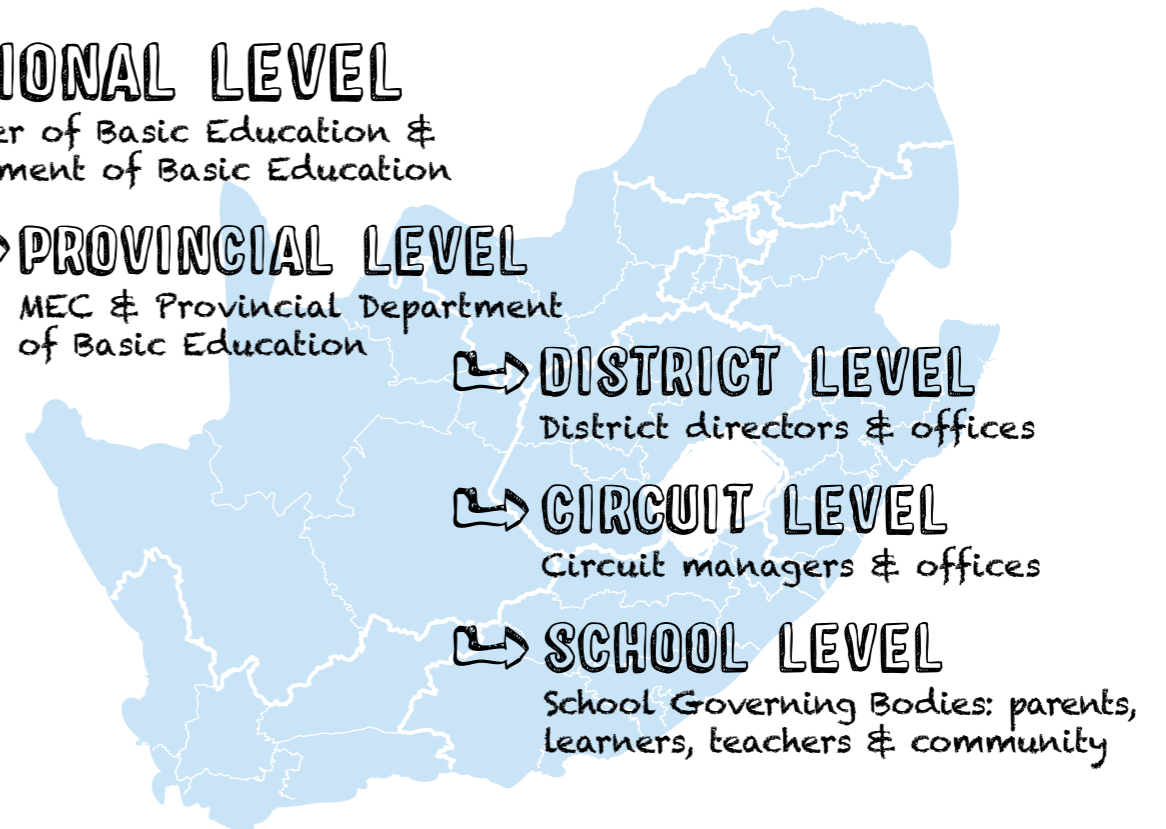 IONAL LEVEL
er of Basic Education &
ment of Basic Education
PROVINCIAL LEVEL
MEC & Provincial Department
of Basic Education
DISTRICT LEVEL
District directors & offices
CIRCUIT LEVEL
Circuit managers & offices
SCHOOL LEVEL
School Governing Bodies: parents,
learners, teachers & community